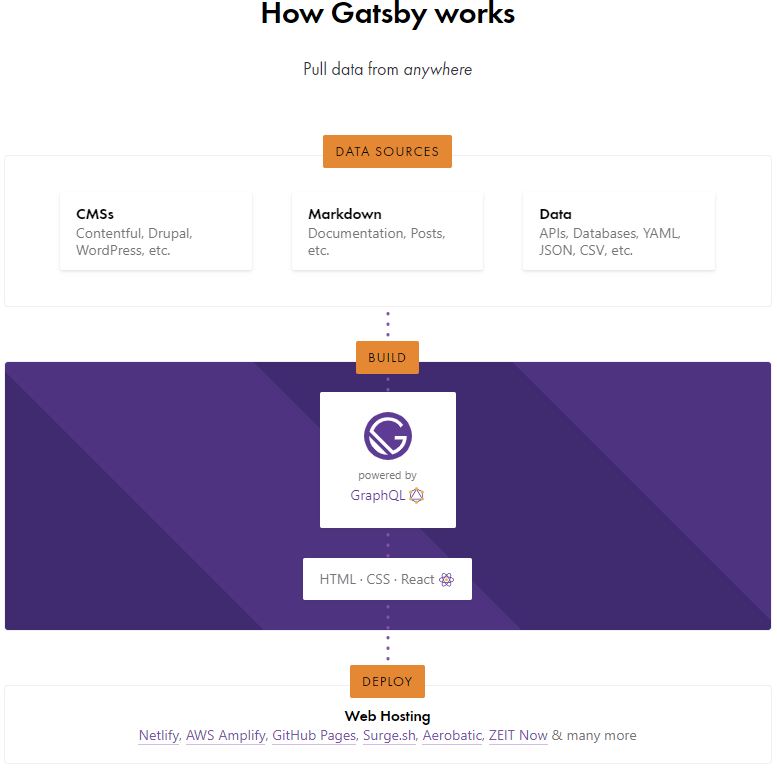 How Gatsby works
Pull data from anywhere
DATA SOURCES
CMSs
Contentful, Drupal,
WordPress, etc.
Markdown
Documentation, Posts,
etc.
Data
APIs, Databases, YAML,
JSON, CSV, etc.
BUILD
powered by
GraphQL
HTML · CSS · React
DEPLOY
Web Hosting
Netlify, AWS Amplify, GitHub Pages, Surge.sh, Aerobatic, ZEIT Now & many more